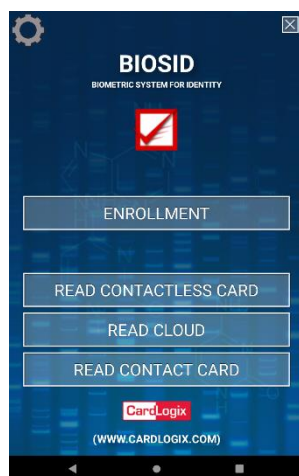 BIOSID
BIOMETRIC SYSTEM FOR IDENTITY
ENROLLMENT
READ CONTACTLESS CARD
READ CLOUD
READ CONTACT CARD
CardLogix
(WWW.CARDLOGIX.COM)